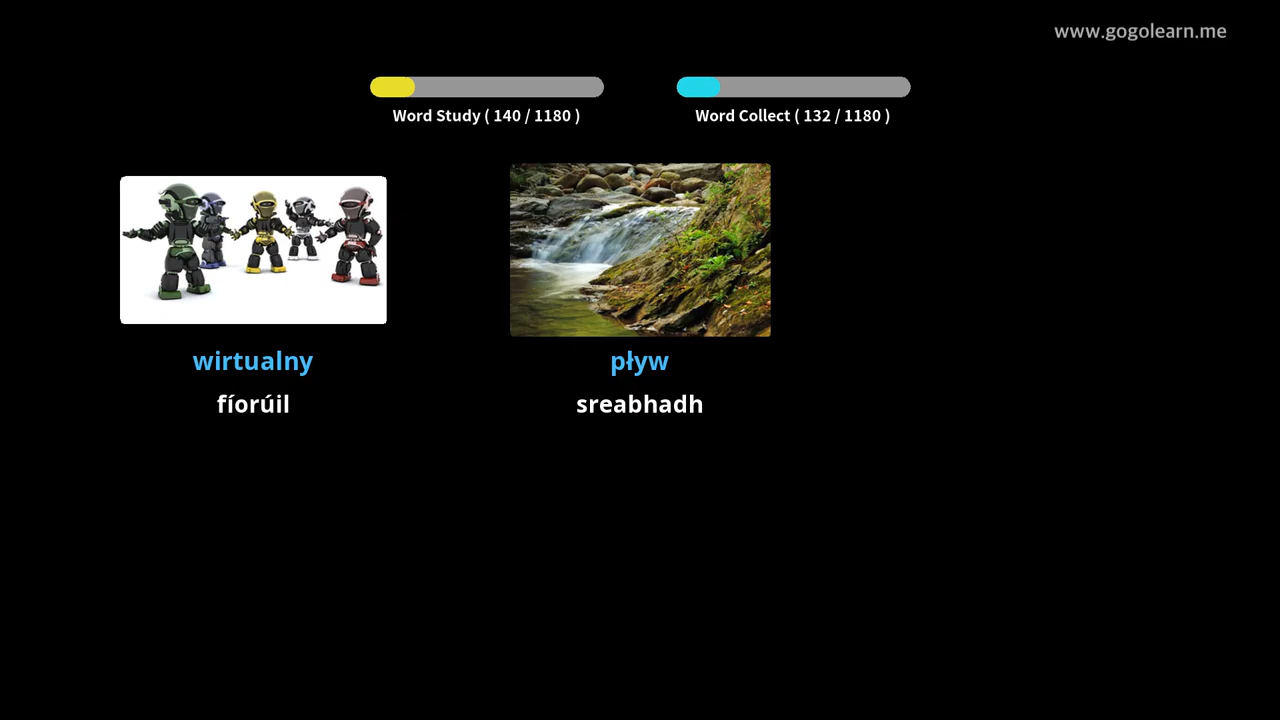 www.gogolearn.me
Word Study ( 140 / 1180 )
Word Collect ( 132 / 1180 )
wirtualny
fíorúil
pływ
sreabhadh